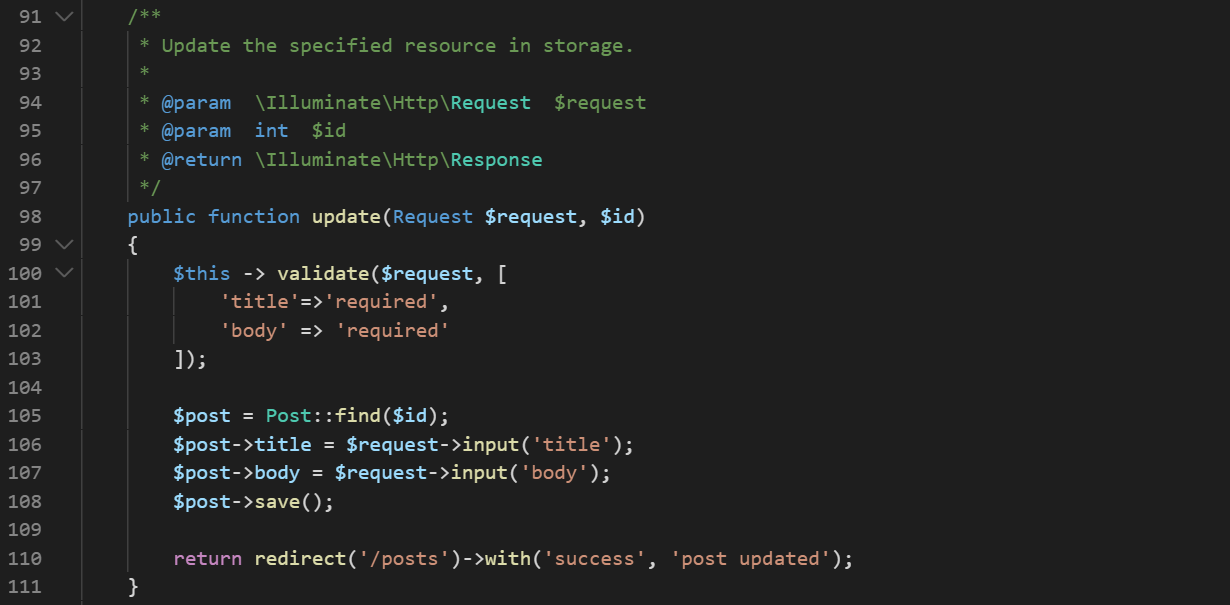 91 /**
92 * Update the specified resource in storage.
93 *
94 * @param  \Illuminate\Http\Request  $request
95 * @param  int  $id
96 * @return \Illuminate\Http\Response
97 */
98 public function update(Request $request, $id)
99 {
100 $this -> validate($request, [
101 'title'=>'required',
102 'body' => 'required'
103 ]);
104
105 $post = Post::find($id);
106 $post->title = $request->input('title');
107 $post->body = $request->input('body');
108 $post->save();
109
110 return redirect('/posts')->with('success', 'post updated');
111 }